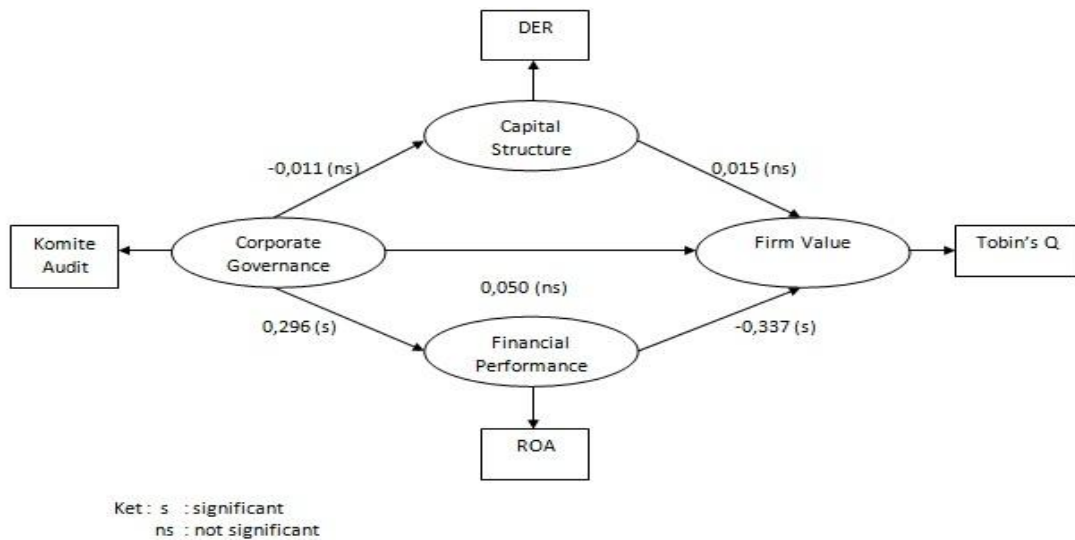 DER
Capital
Structure
-0,011 (ns)
0,015 (ns)
Komite
Audit
Corporate
Governance
Firm Value
Tobin's Q
0,050 (ns)
0,296 (s)
-0,337 (s)
Financial
Performance
ROA
Ket : s : significant
ns : not significant